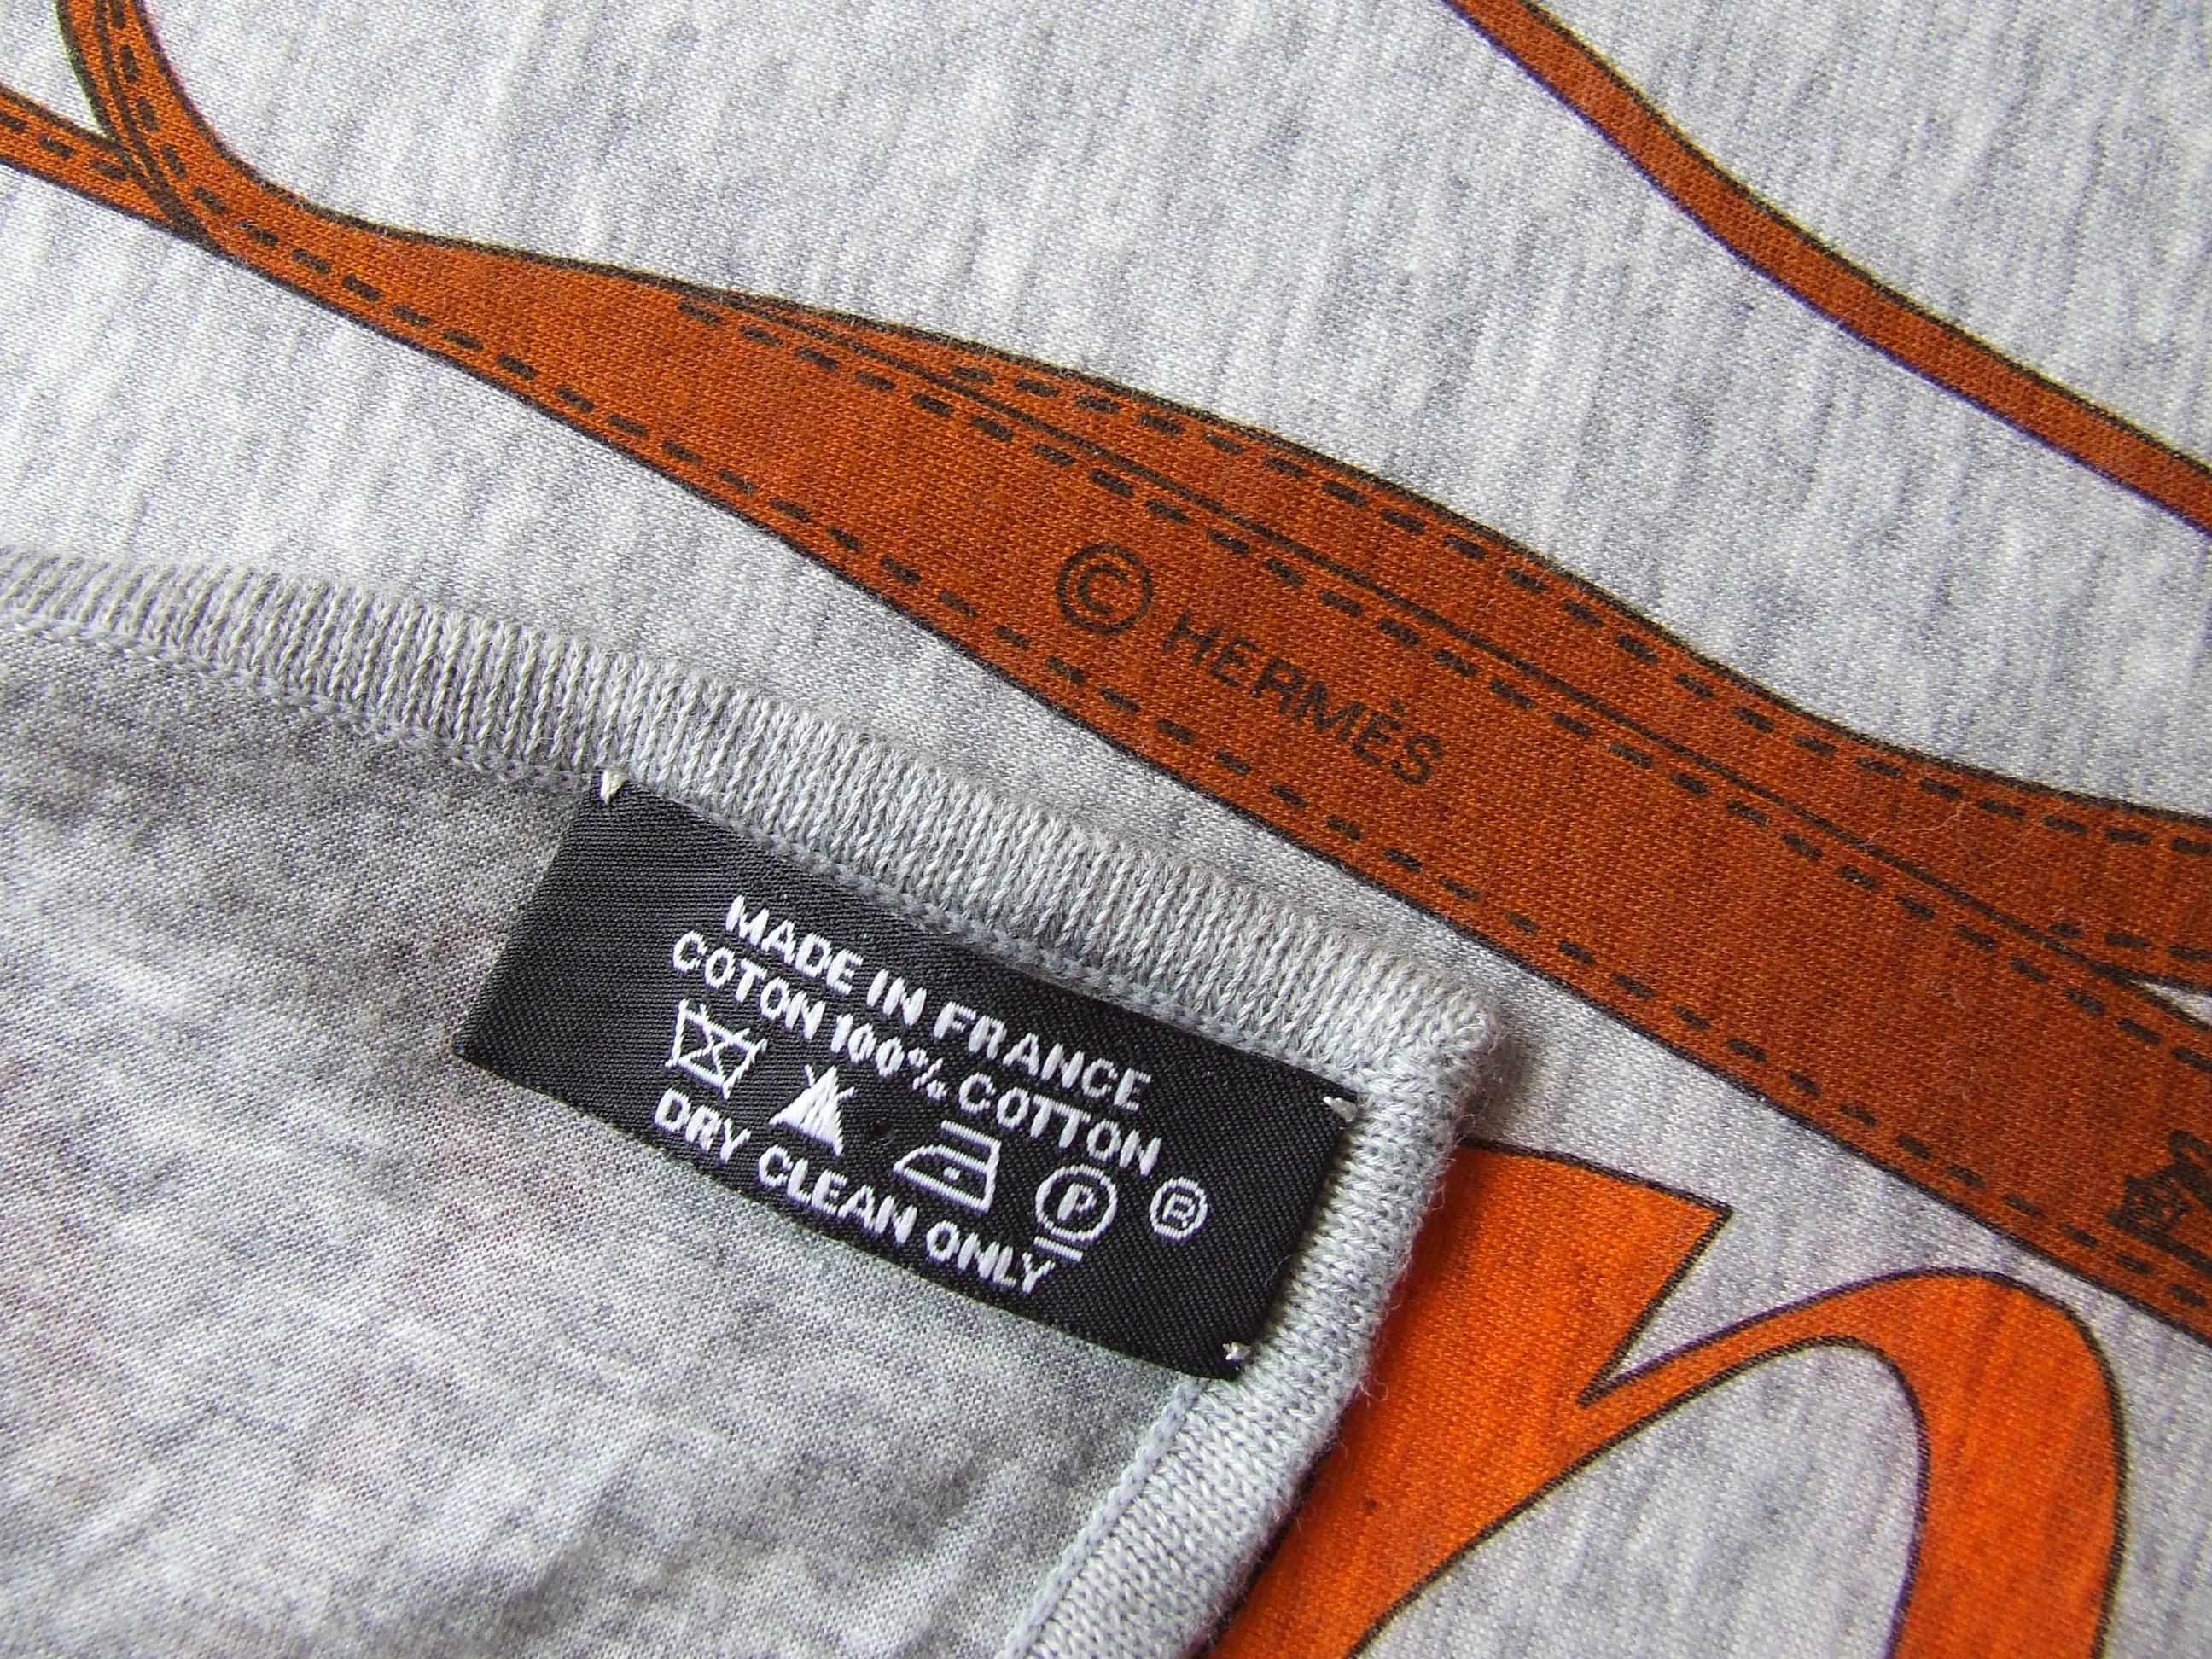 © HERMÈS
MADE IN FRANCE
COTON 100% COTTON
P ®
DRY CLEAN ONLY